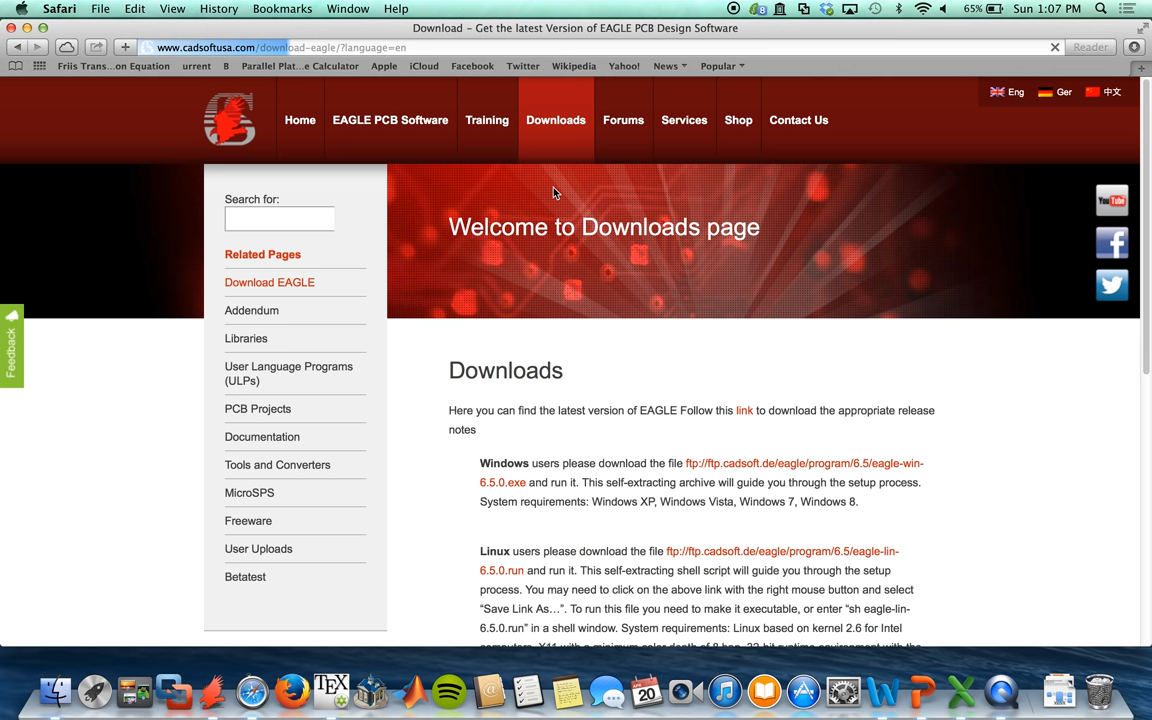 Safari File Edit View History Bookmarks Window Help 65% Sun 1:07 PM
Download – Get the latest Version of EAGLE PCB Design Software
www.cadsoftusa.com/download-eagle/?language=en Reader
Friis Trans...on Equation urrent B Parallel Plat...e Calculator Apple iCloud Facebook Twitter Wikipedia Yahoo! News Popular
Eng Ger 中文
Home EAGLE PCB Software Training Downloads Forums Services Shop Contact Us
Search for:
Welcome to Downloads page
You Tube
Related Pages
Download EAGLE
Addendum
Libraries
User Language Programs
(ULPs)
PCB Projects
Documentation
Tools and Converters
MicroSPS
Freeware
User Uploads
Betatest
Feedback
Downloads
Here you can find the latest version of EAGLE Follow this link to download the appropriate release
notes
Windows users please download the file ftp://ftp.cadsoft.de/eagle/program/6.5/eagle-win-
6.5.0.exe and run it. This self-extracting archive will guide you through the setup process.
System requirements: Windows XP, Windows Vista, Windows 7, Windows 8.
Linux users please download the file ftp://ftp.cadsoft.de/eagle/program/6.5/eagle-lin-
6.5.0.run and run it. This self-extracting shell script will guide you through the setup
process. You may need to click on the above link with the right mouse button and select
“Save Link As…”. To run this file you need to make it executable, or enter “sh eagle-lin-
6.5.0.run” in a shell window. System requirements: Linux based on kernel 2.6 for Intel
TEX
20